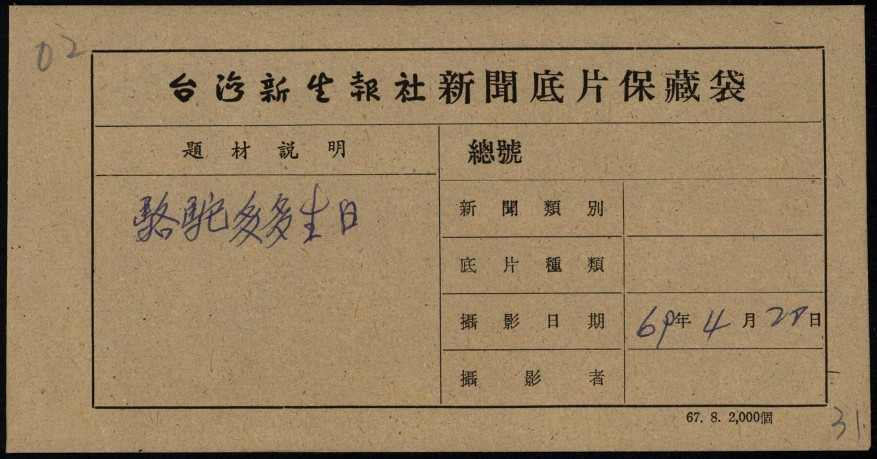 02
台灣新生報社新聞底片保藏袋
題材說明
總號
駱駝多多生日
新聞類別
底片種類
攝影日期 69年4月28日
攝影者
67. 8. 2,000個
31